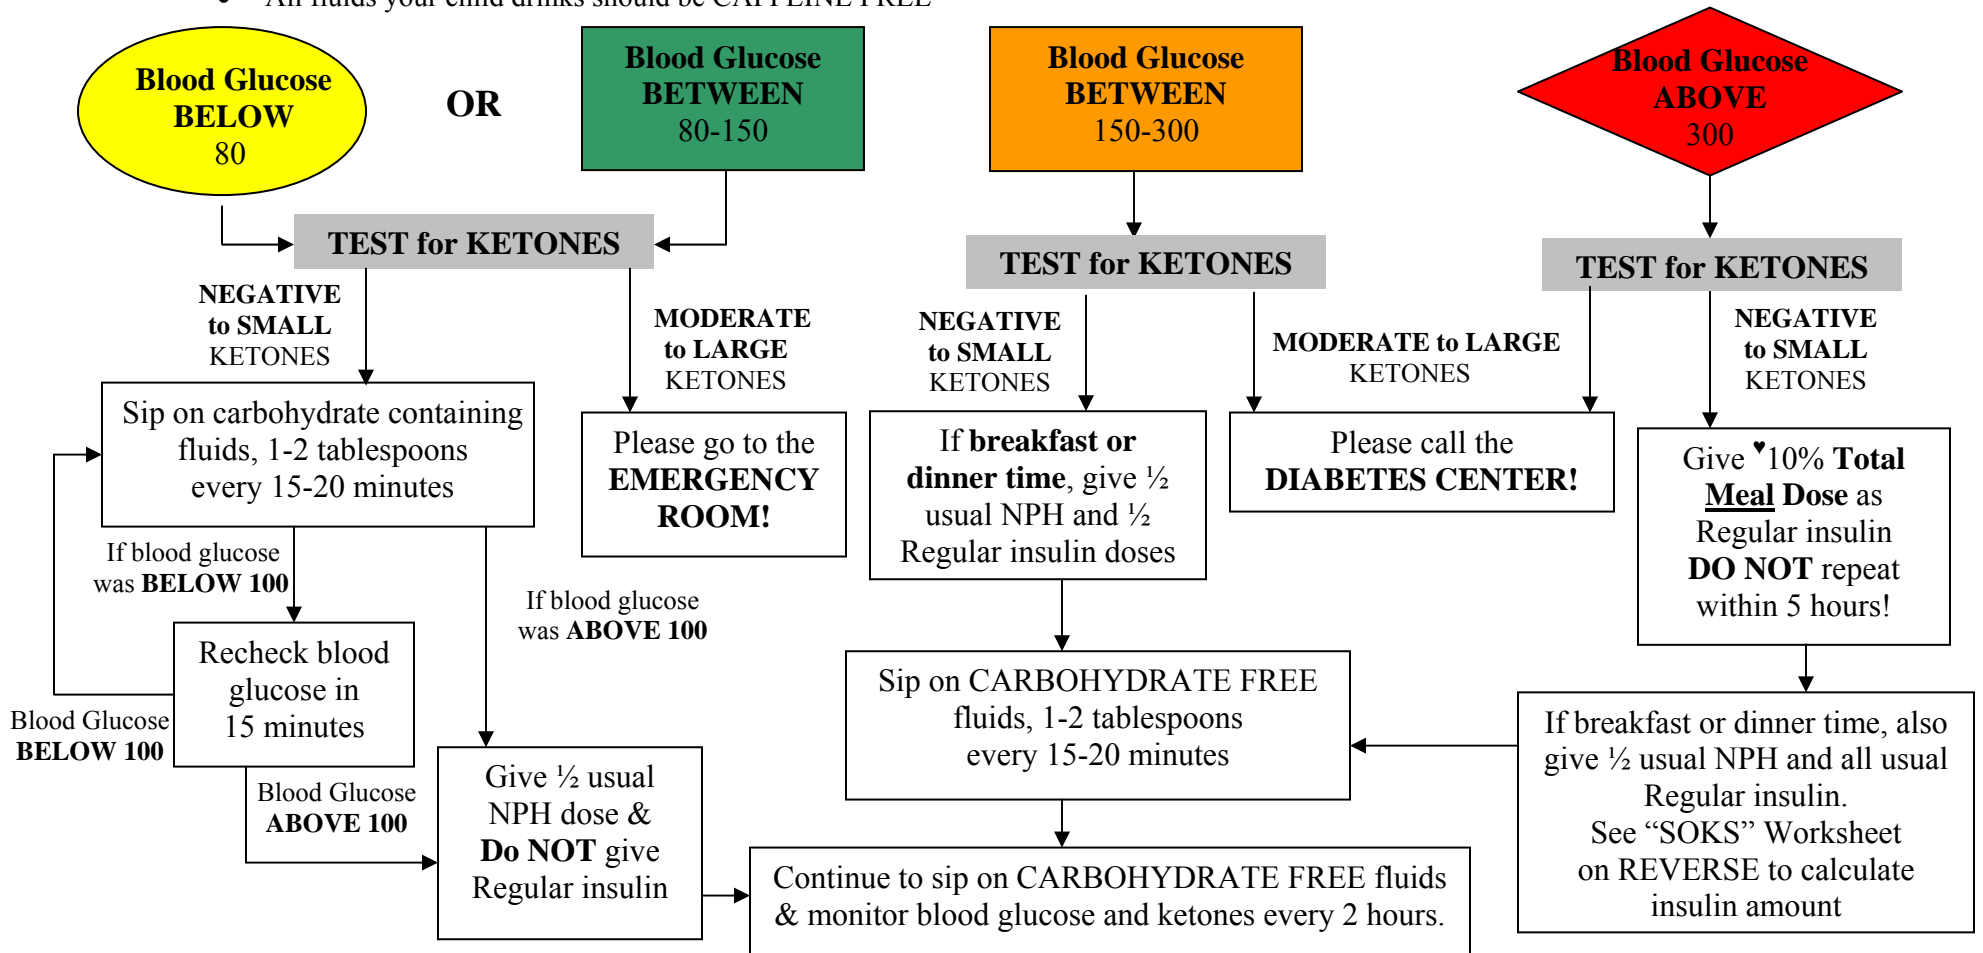 • All fluids your child drinks should be CAFFEINE FREE
Blood Glucose
BELOW
80
OR
Blood Glucose
BETWEEN
80-150
Blood Glucose
BETWEEN
150-300
Blood Glucose
ABOVE
300
TEST for KETONES
TEST for KETONES
TEST for KETONES
NEGATIVE
to SMALL
KETONES
MODERATE
to LARGE
KETONES
NEGATIVE
to SMALL
KETONES
MODERATE to LARGE
KETONES
NEGATIVE
to SMALL
KETONES
Sip on carbohydrate containing
fluids, 1-2 tablespoons
every 15-20 minutes
Please go to the
EMERGENCY
ROOM!
If breakfast or
dinner time, give ½
usual NPH and ½
Regular insulin doses
Please call the
DIABETES CENTER!
Give ♥10% Total
Meal Dose as
Regular insulin
DO NOT repeat
within 5 hours!
If blood glucose
was BELOW 100
If blood glucose
was ABOVE 100
Recheck blood
glucose in
15 minutes
Blood Glucose
BELOW 100
Blood Glucose
ABOVE 100
Give ½ usual
NPH dose &
Do NOT give
Regular insulin
Sip on CARBOHYDRATE FREE
fluids, 1-2 tablespoons
every 15-20 minutes
If breakfast or dinner time, also
give ½ usual NPH and all usual
Regular insulin.
See “SOKS” Worksheet
on REVERSE to calculate
insulin amount
Continue to sip on CARBOHYDRATE FREE fluids
& monitor blood glucose and ketones every 2 hours.